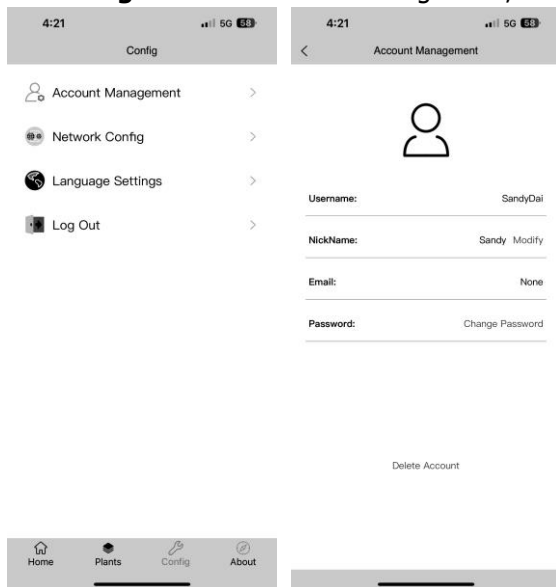 4:21
5G 58
Config
Account Management
Network Config
Language Settings
Log Out
Home Plants Config About
4:21
5G 58
Account Management
Username: SandyDai
NickName: Sandy Modify
Email: None
Password: Change Password
Delete Account